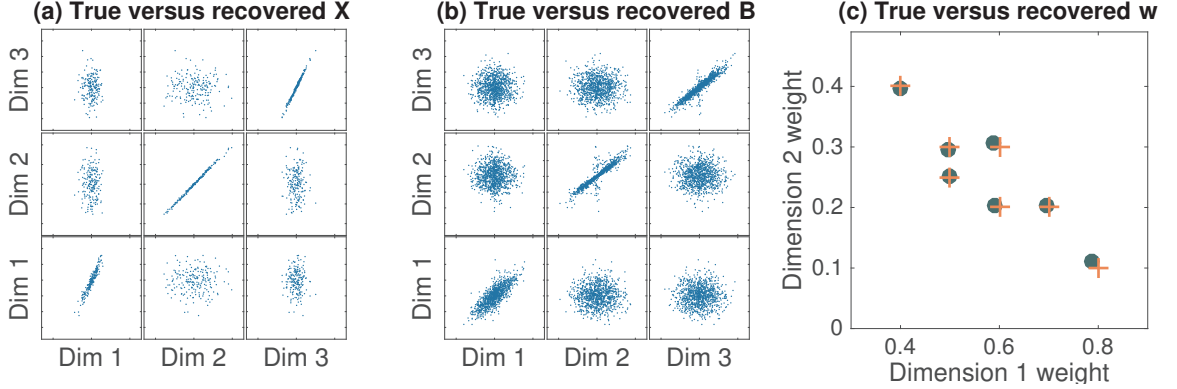 (a) True versus recovered X
Dim 3
Dim 2
Dim 1
Dim 1 Dim 2 Dim 3
(b) True versus recovered B
Dim 3
Dim 2
Dim 1
Dim 1 Dim 2 Dim 3
(c) True versus recovered w
Dimension 2 weight
0.4
0.3
0.2
0.1
0
0.4 0.6 0.8
Dimension 1 weight